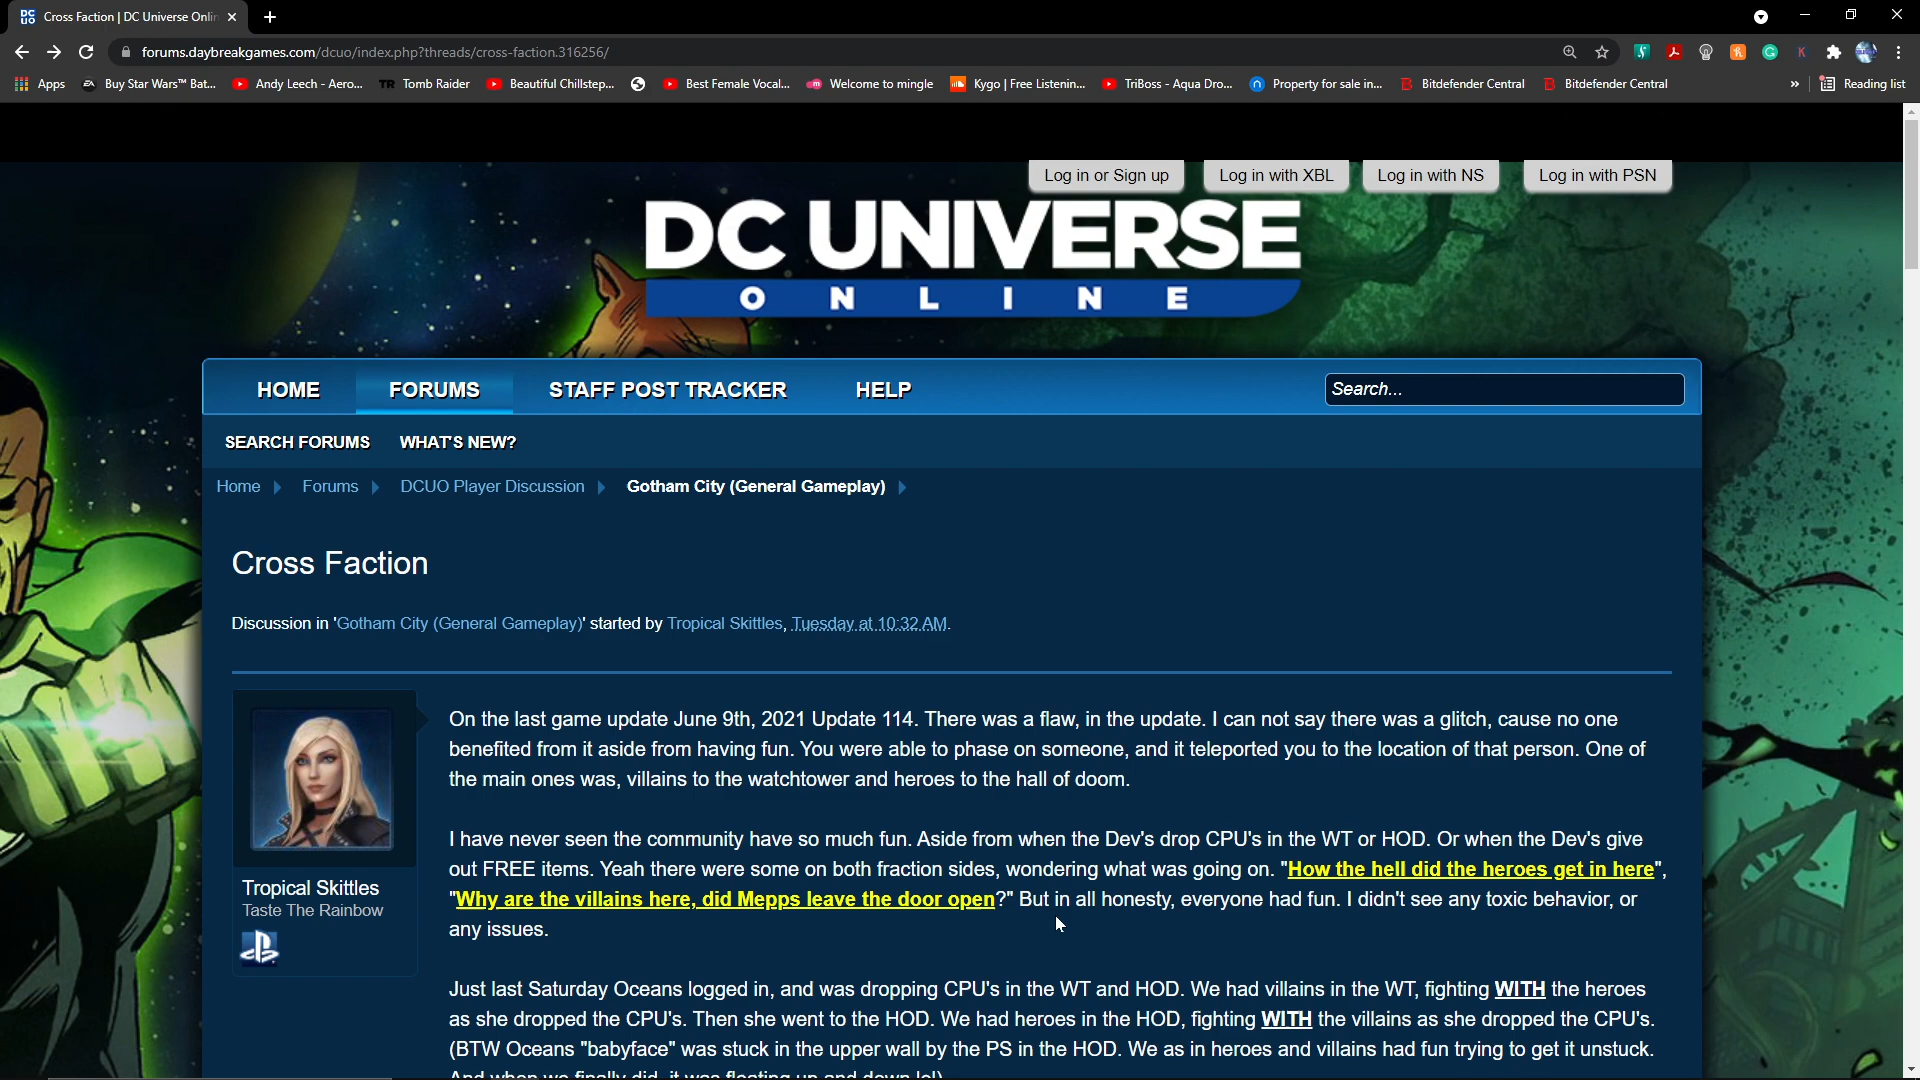 Cross Faction | DC Universe Onlin
forums.daybreakgames.com/dcuo/index.php?threads/cross-faction.316256/
Apps
Buy Star Wars™ Bat...
Andy Leech - Aero...
Tomb Raider
Beautiful Chillstep...
Best Female Vocal...
Welcome to mingle
Kygo | Free Listenin...
TriBoss - Aqua Dro...
Property for sale in...
Bitdefender Central
Bitdefender Central
»
Reading list
Log in or Sign up
Log in with XBL
Log in with NS
Log in with PSN
DC UNIVERSE
ONLINE
HOME
FORUMS
STAFF POST TRACKER
HELP
Search...
SEARCH FORUMS
WHAT'S NEW?
Home
Forums
DCUO Player Discussion
Gotham City (General Gameplay)
Cross Faction
Discussion in 'Gotham City (General Gameplay)' started by Tropical Skittles, Tuesday at 10:32 AM.
On the last game update June 9th, 2021 Update 114. There was a flaw, in the update. I can not say there was a glitch, cause no one
benefited from it aside from having fun. You were able to phase on someone, and it teleported you to the location of that person. One of
the main ones was, villains to the watchtower and heroes to the hall of doom.
I have never seen the community have so much fun. Aside from when the Dev's drop CPU's in the WT or HOD. Or when the Dev's give
out FREE items. Yeah there were some on both fraction sides, wondering what was going on. "How the hell did the heroes get in here",
"Why are the villains here, did Mepps leave the door open?" But in all honesty, everyone had fun. I didn't see any toxic behavior, or
any issues.
Tropical Skittles
Taste The Rainbow
Just last Saturday Oceans logged in, and was dropping CPU's in the WT and HOD. We had villains in the WT, fighting WITH the heroes
as she dropped the CPU's. Then she went to the HOD. We had heroes in the HOD, fighting WITH the villains as she dropped the CPU's.
(BTW Oceans "babyface" was stuck in the upper wall by the PS in the HOD. We as in heroes and villains had fun trying to get it unstuck.
And when we finally did, it was floating up and down lol)